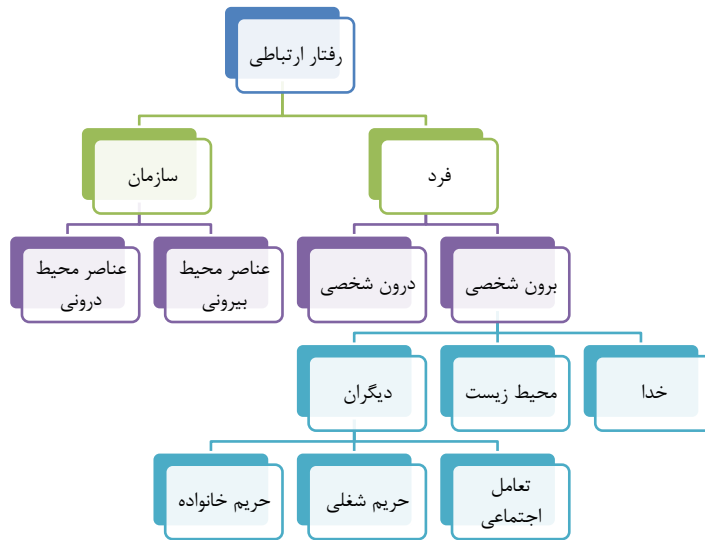 رفتار ارتباطی
فرد
سازمان
برون شخصی
درون شخصی
عناصر محیط
بیرونی
عناصر محیط
درونی
خدا
محیط زیست
دیگران
تعامل
اجتماعی
حریم شغلی
حریم خانواده